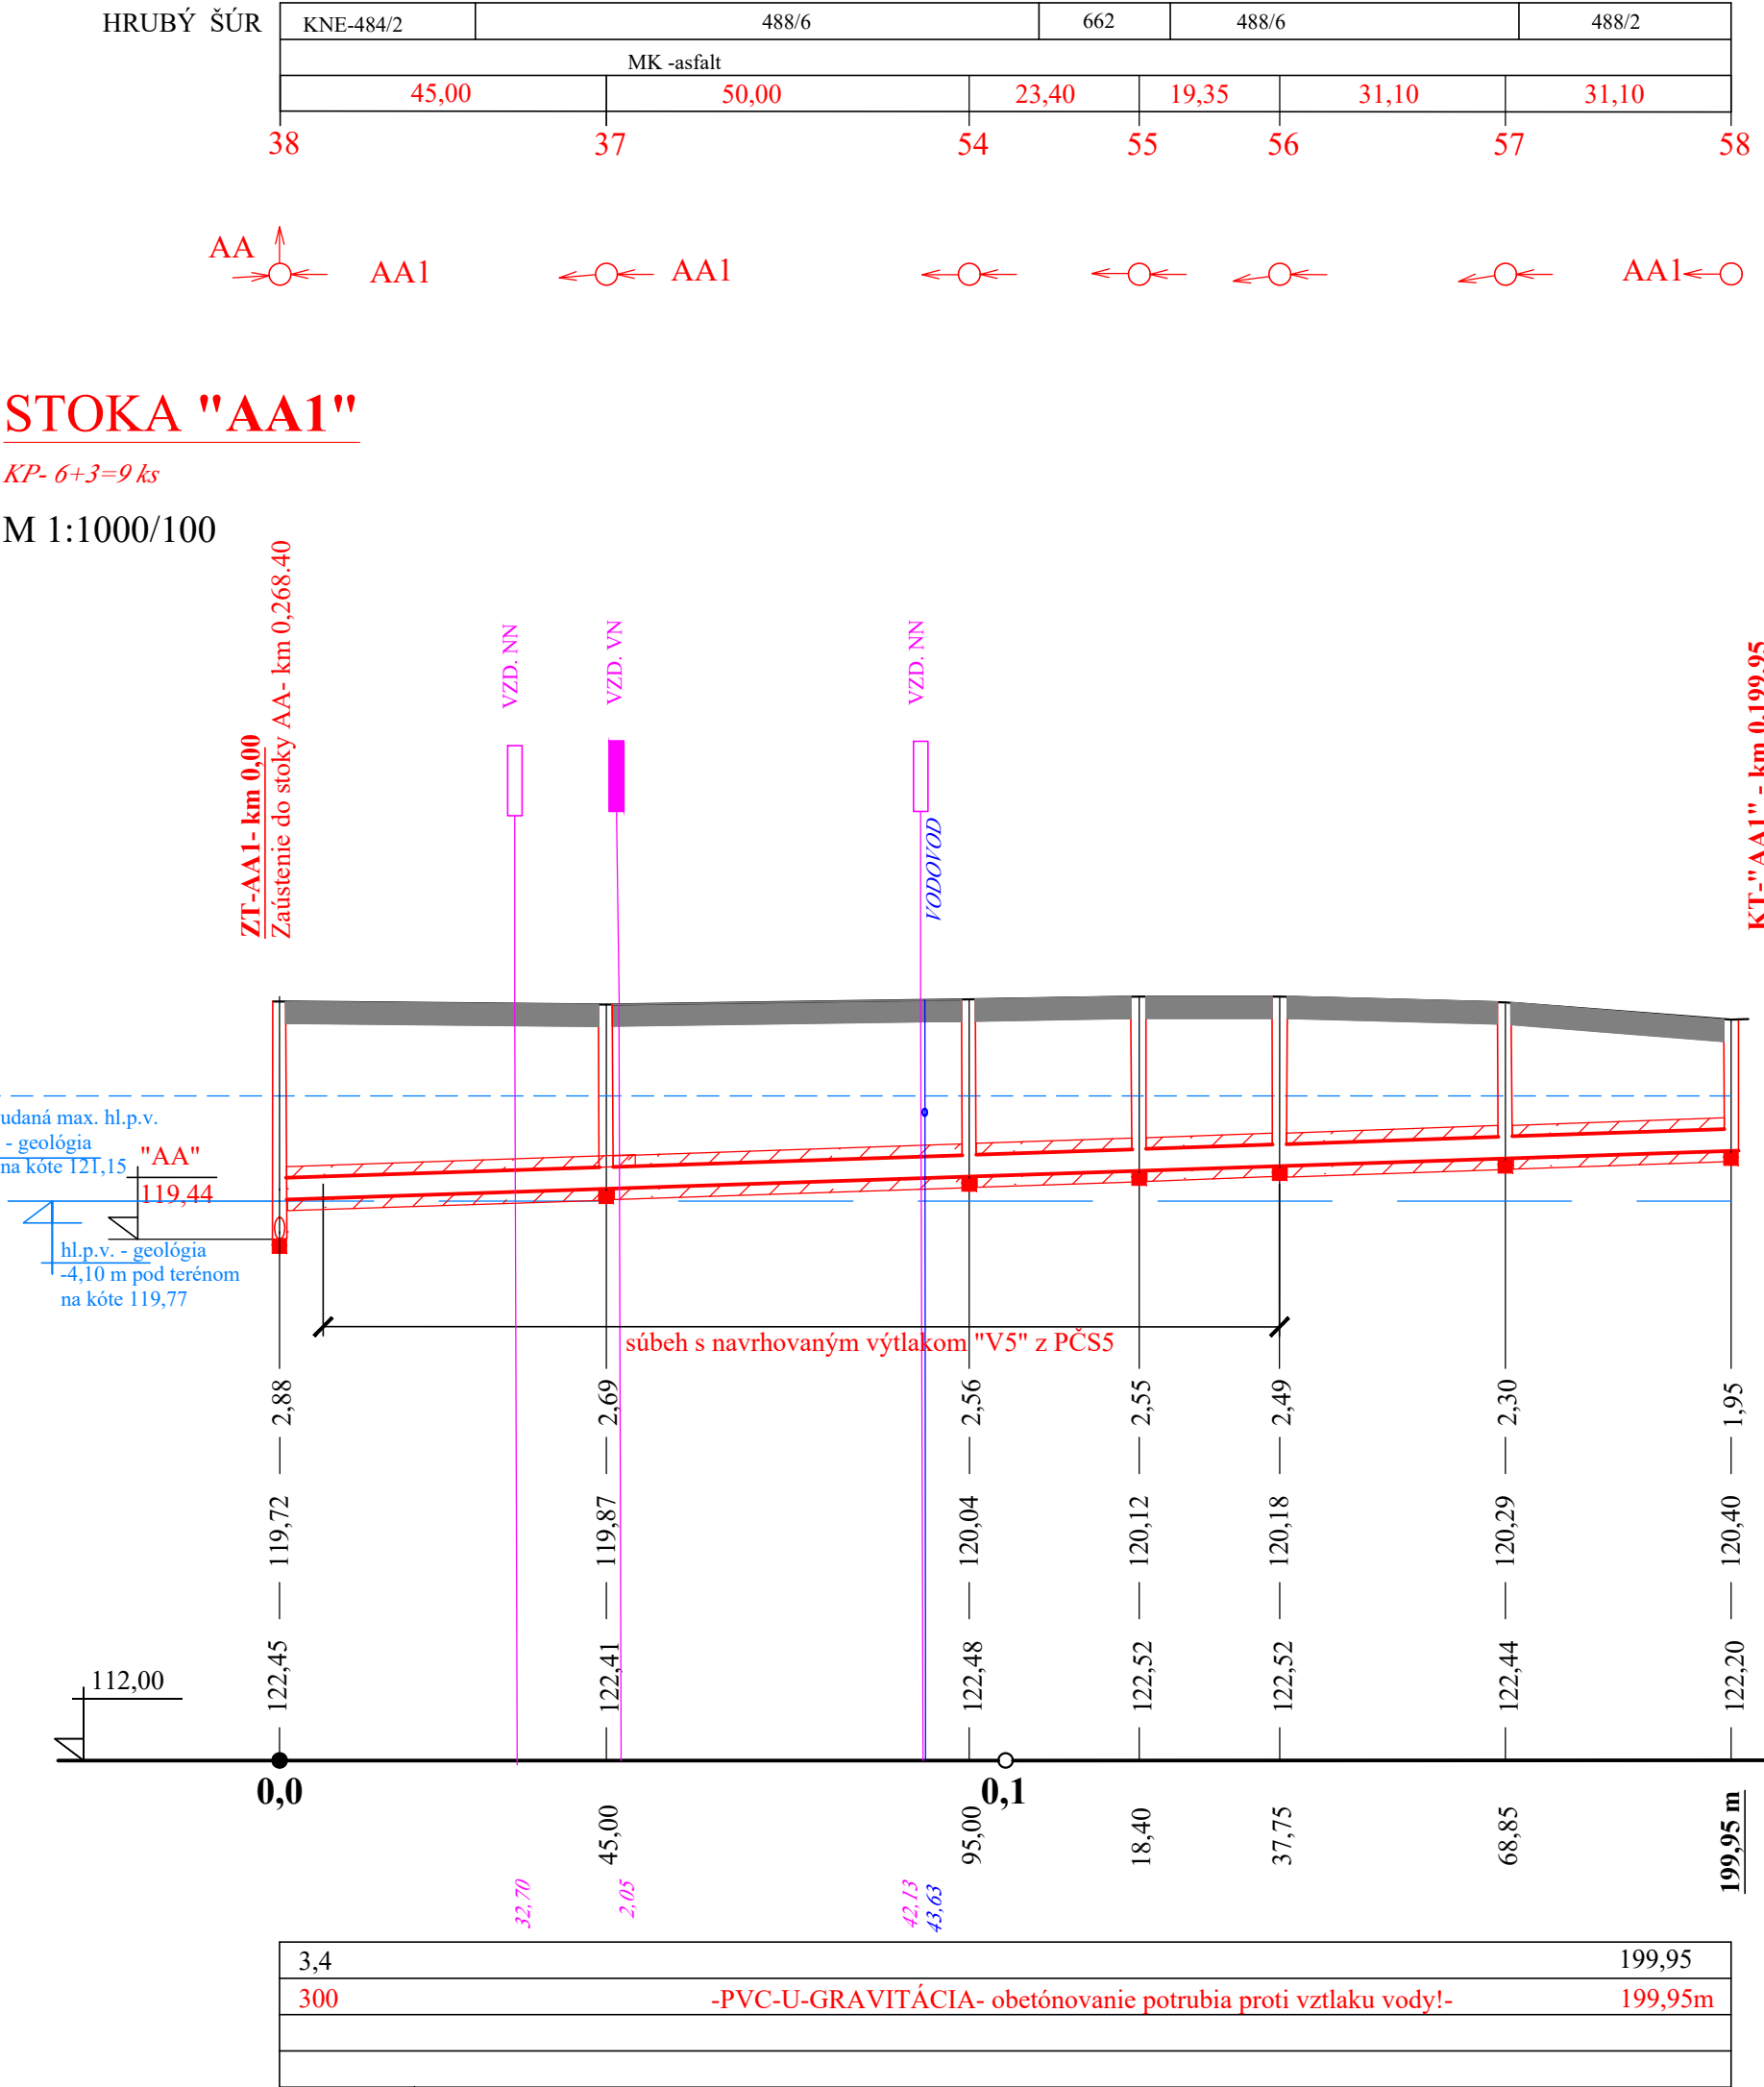 HRUBÝ ŠÚR KNE-484/2 488/6 662 488/6 488/2
MK -asfalt
45,00 50,00 23,40 19,35 31,10 31,10
38 37 54 55 56 57 58
AA AA1 AA1 AA1
STOKA "AA1"
KP- 6+3=9 ks
M 1:1000/100
ZT-AA1- km 0,00
Zaústenie do stoky AA- km 0,268.40
VZD. NN
VZD. VN
VZD. NN
VODOVOD
KT-"AA1" - km 0,199.95
udaná max. hl.p.v.
- geológia
na kóte 121,15
"AA"
119,44
hl.p.v. - geológia
-4,10 m pod terénom
na kóte 119,77
súbeh s navrhovaným výtlakom "V5" z PČS5
2,88 2,69 2,56 2,55 2,49 2,30 1,95
119,72 119,87 120,04 120,12 120,18 120,29 120,40
122,45 122,41 122,48 122,52 122,52 122,44 122,20
112,00
0,0 0,1
45,00 95,00 18,40 37,75 68,85 199,95 m
32,70 2,05 42,13 43,63
3,4 199,95
300 -PVC-U-GRAVITÁCIA- obetónovanie potrubia proti vztlaku vody!- 199,95m